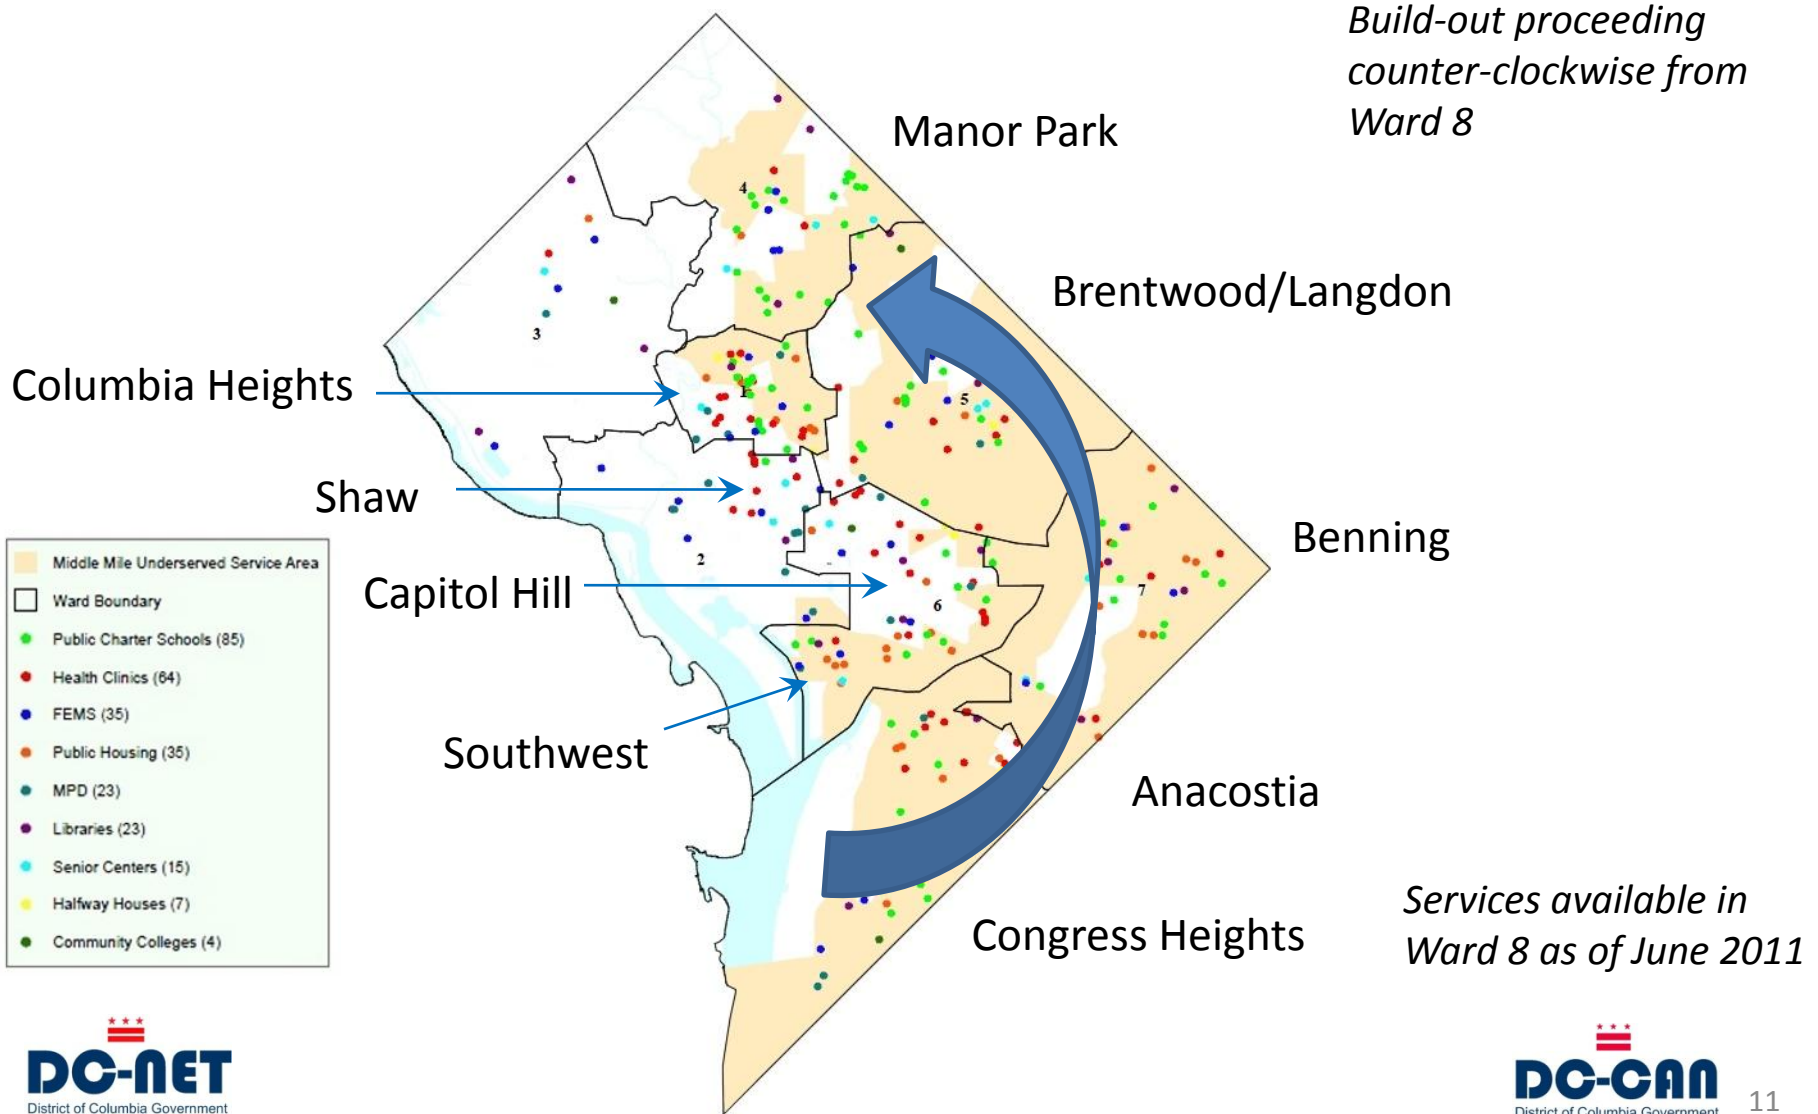 Build-out proceeding
counter-clockwise from
Ward 8
Manor Park
4
Brentwood/Langdon
3
Columbia Heights
1
5
Shaw
Benning
2
Capitol Hill
7
6
Southwest
Anacostia
Congress Heights
Services available in
Ward 8 as of June 2011
Middle Mile Underserved Service Area
Ward Boundary
Public Charter Schools (85)
Health Clinics (64)
FEMS (35)
Public Housing (35)
MPD (23)
Libraries (23)
Senior Centers (15)
Halfway Houses (7)
Community Colleges (4)
DC-NET
District of Columbia Government
DC-CAN
District of Columbia Government
11